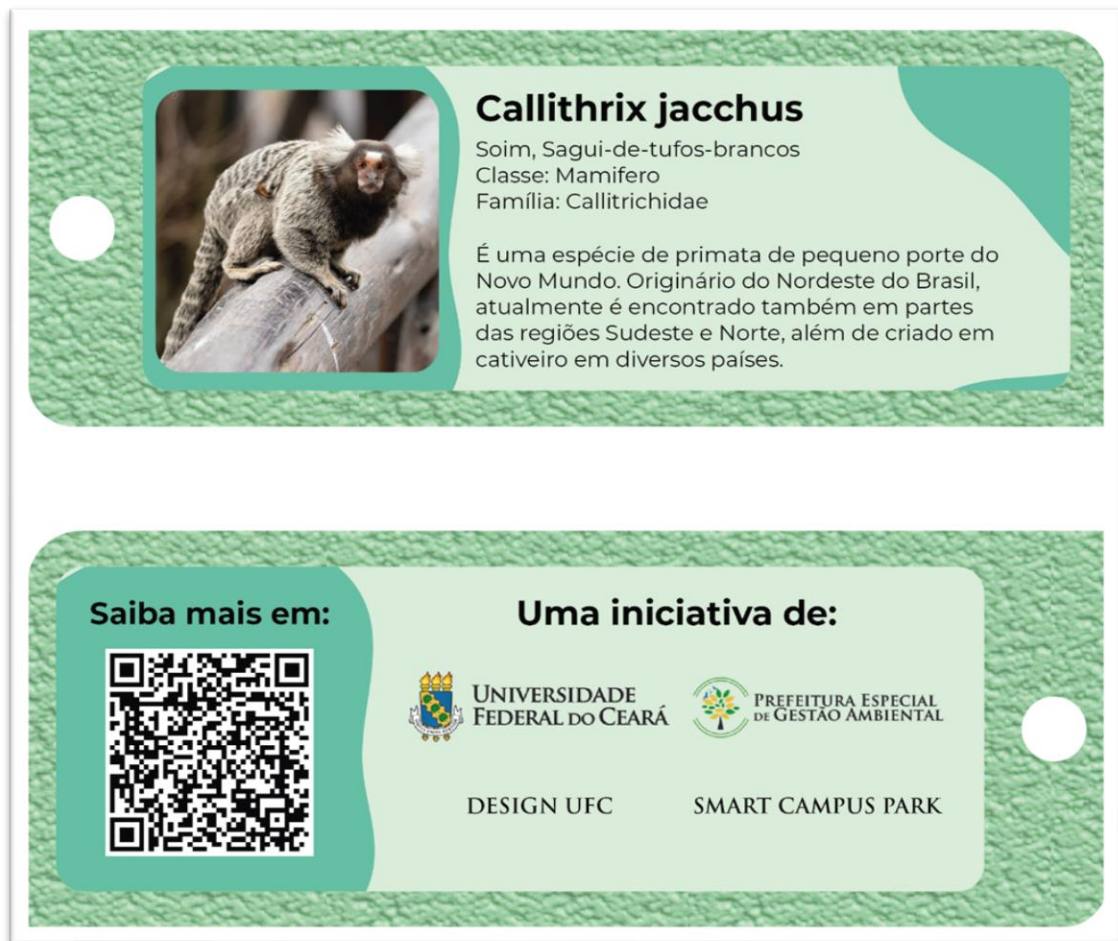 Callithrix jacchus
Soim, Sagui-de-tufos-brancos
Classe: Mamifero
Família: Callitrichidae
É uma espécie de primata de pequeno porte do
Novo Mundo. Originário do Nordeste do Brasil,
atualmente é encontrado também em partes
das regiões Sudeste e Norte, além de criado em
cativeiro em diversos países.
Saiba mais em:
Uma iniciativa de:
UNIVERSIDADE
FEDERAL DO CEARÁ
PREFEITURA ESPECIAL
DE GESTÃO AMBIENTAL
DESIGN UFC
SMART CAMPUS PARK